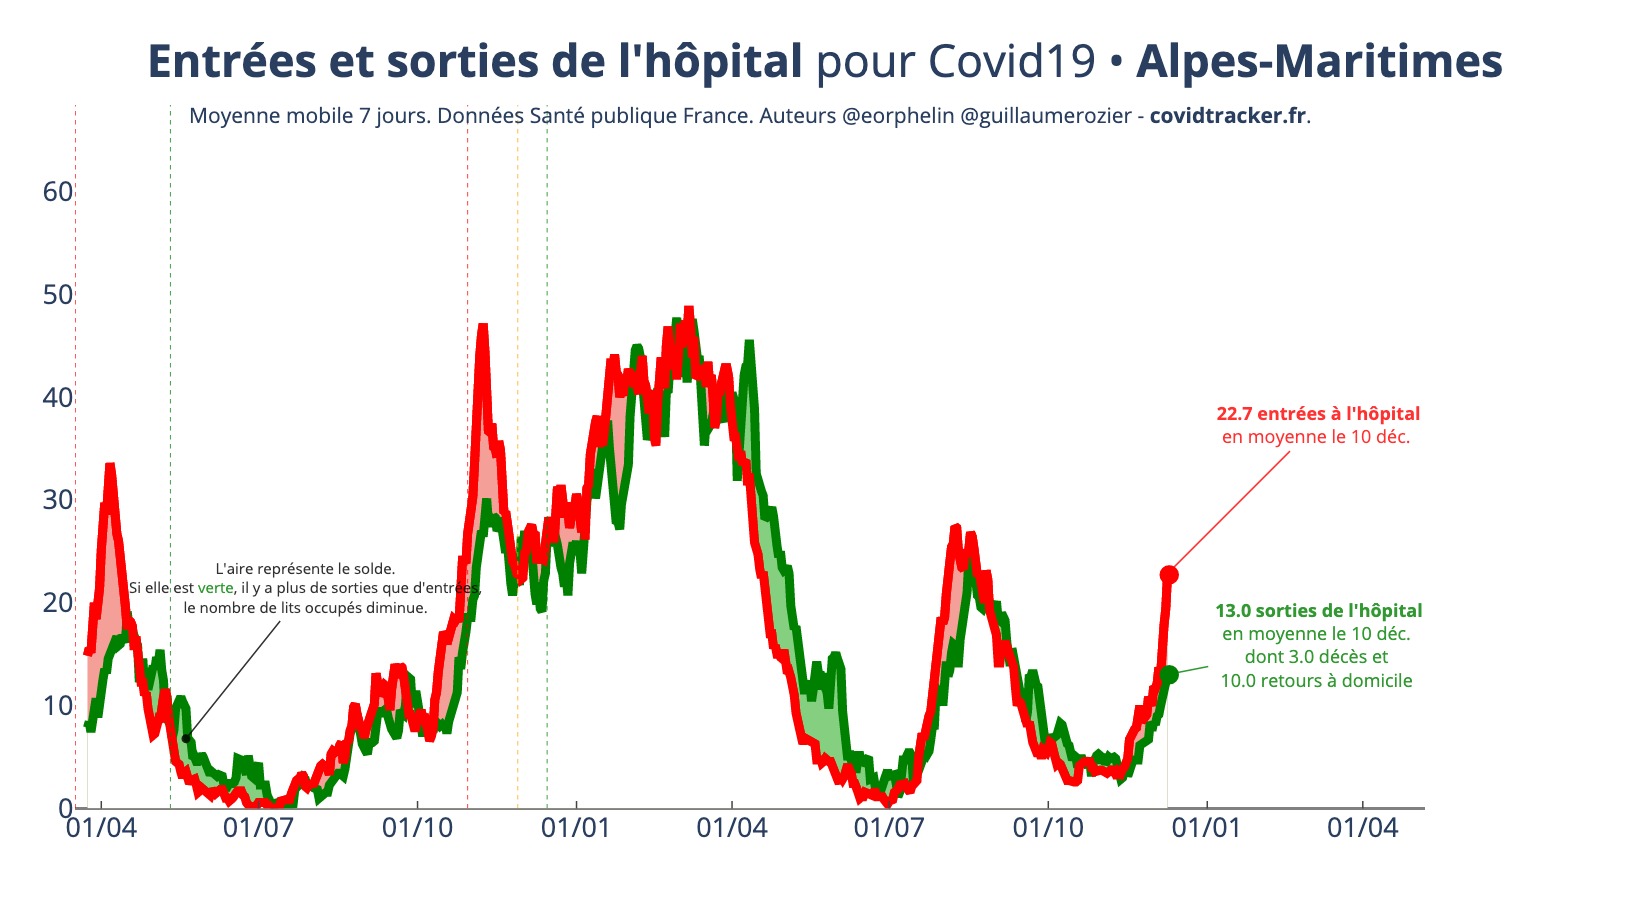 Entrées et sorties de l'hôpital pour Covid19 • Alpes-Maritimes
Moyenne mobile 7 jours. Données Santé publique France. Auteurs @eorphelin @guillaumerozier - covidtracker.fr.
60
50
40
30
20
10
0
L'aire représente le solde.
Si elle est verte, il y a plus de sorties que d'entrées,
le nombre de lits occupés diminue.
22.7 entrées à l'hôpital
en moyenne le 10 déc.
13.0 sorties de l'hôpital
en moyenne le 10 déc.
dont 3.0 décès et
10.0 retours à domicile
01/04
01/07
01/10
01/01
01/04
01/07
01/10
01/01
01/04